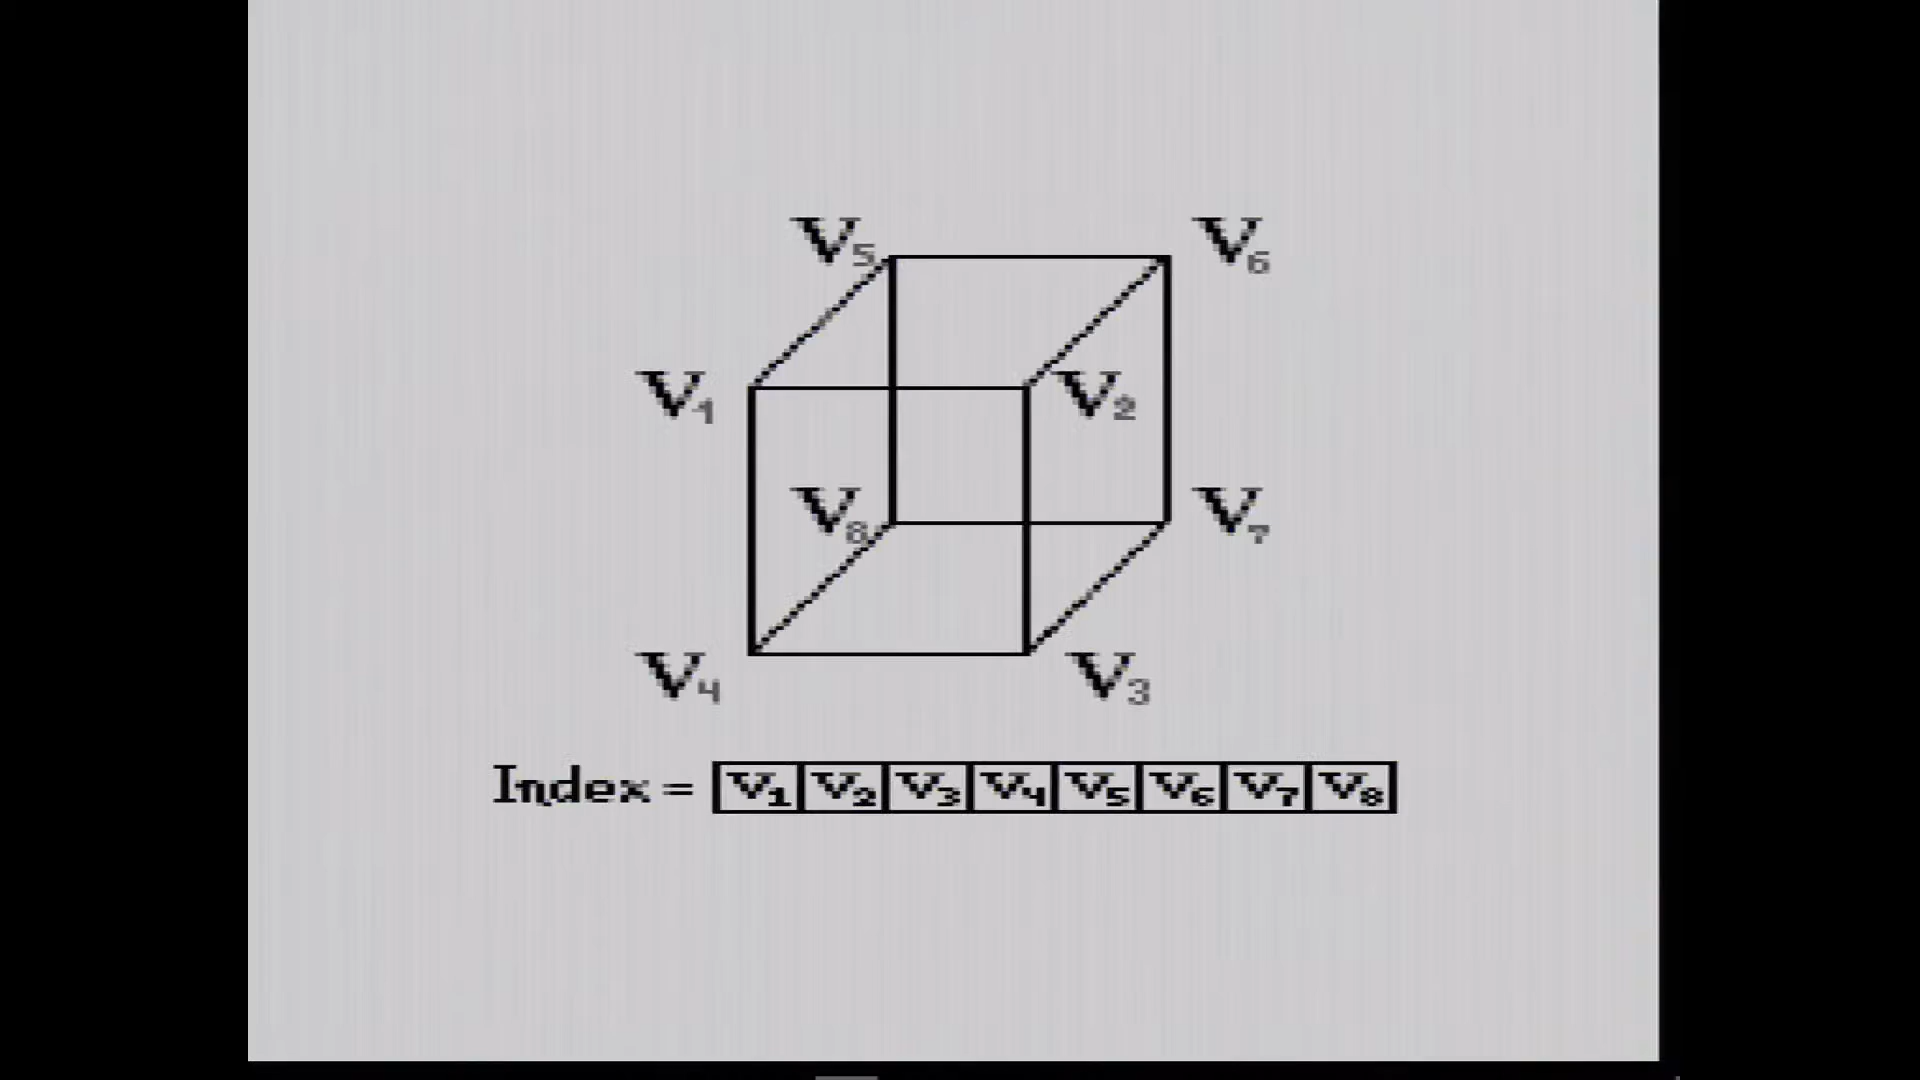 V₅ V₆
V₁ V₂
V₈ V₇
V₄ V₃
Index = V₁ V₂ V₃ V₄ V₅ V₆ V₇ V₈